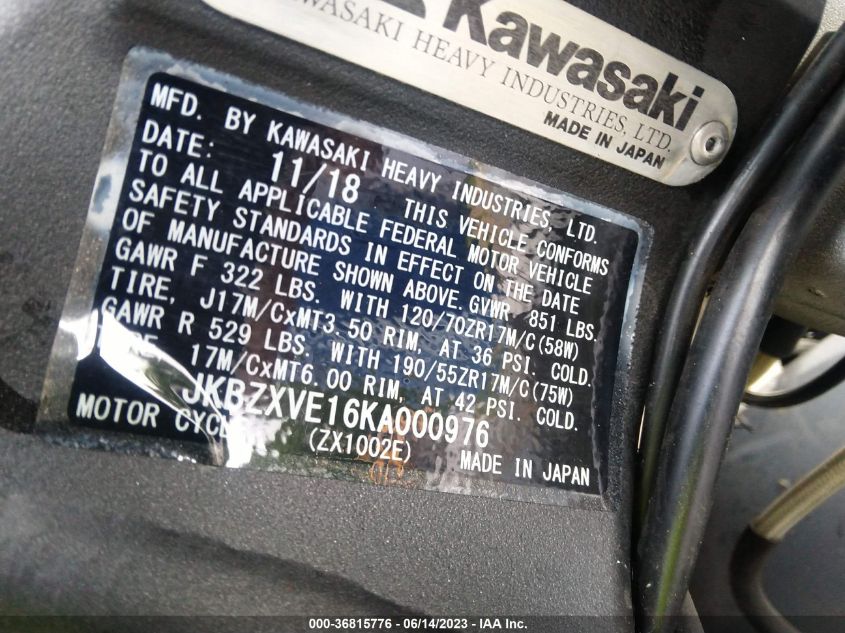 Kawasaki
KAWASAKI HEAVY INDUSTRIES, LTD.
MADE IN JAPAN
MFD. BY KAWASAKI HEAVY INDUSTRIES, LTD.
DATE: 11/18 THIS VEHICLE CONFORMS
TO ALL APPLICABLE FEDERAL MOTOR VEHICLE
SAFETY STANDARDS IN EFFECT ON THE DATE
OF MANUFACTURE SHOWN ABOVE. GVWR 851 LBS.
GAWR F 322 LBS. WITH 120/70ZR17M/C(58W)
TIRE, J17M/CxMT3.50 RIM, AT 36 PSI. COLD.
GAWR R 529 LBS. WITH 190/55ZR17M/C(75W)
TIRE, 17M/CxMT6.00 RIM, AT 42 PSI. COLD.
JKBZXVE16KA000976
MOTOR CYCLE (ZX1002E) MADE IN JAPAN
000-36815776 - 06/14/2023 - IAA Inc.